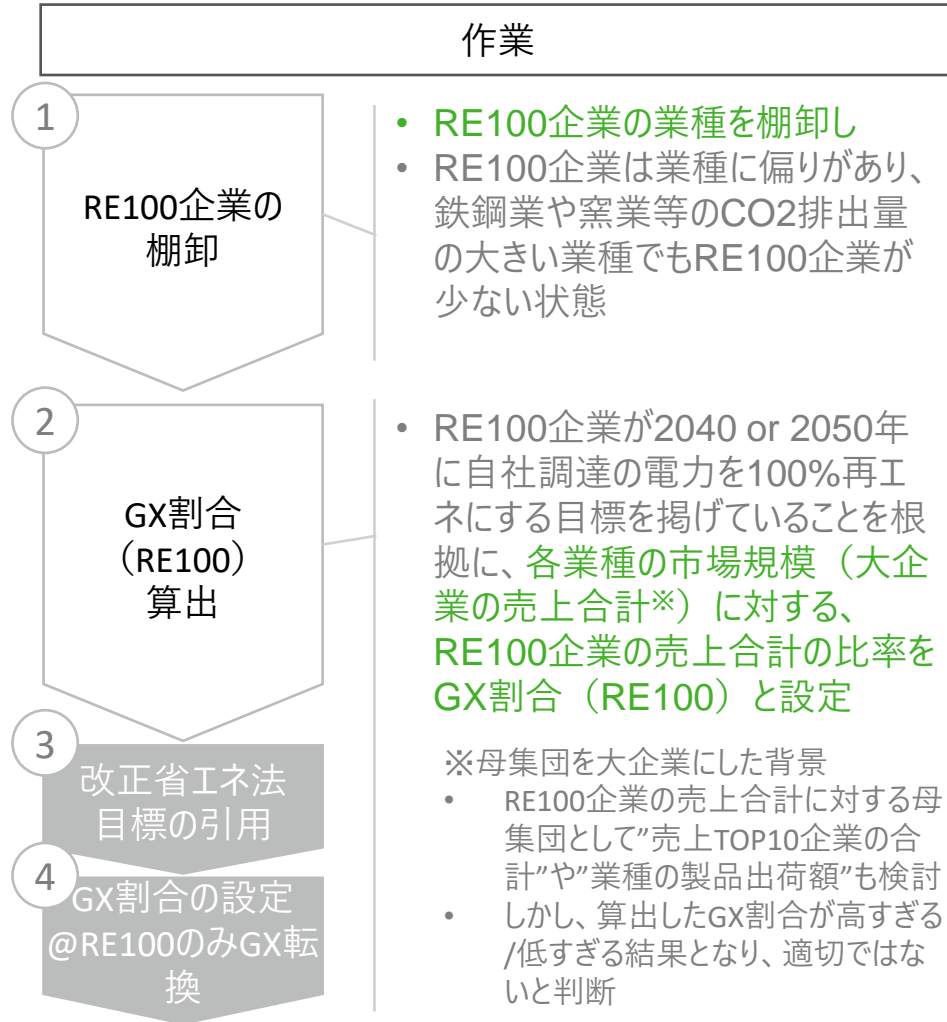 作業
1
RE100企業の
棚卸
• RE100企業の業種を棚卸し
• RE100企業は業種に偏りがあり、
鉄鋼業や窯業等のCO2排出量
の大きい業種でもRE100企業が
少ない状態
2
GX割合
（RE100）
算出
• RE100企業が2040 or 2050年
に自社調達の電力を100%再エ
ネにする目標を掲げていることを根
拠に、各業種の市場規模（大企
業の売上合計※）に対する、
RE100企業の売上合計の比率を
GX割合（RE100）と設定
※母集団を大企業にした背景
• RE100企業の売上合計に対する母
集団として”売上TOP10企業の合
計”や”業種の製品出荷額”も検討
• しかし、算出したGX割合が高すぎる
/低すぎる結果となり、適切ではな
いと判断
3
改正省エネ法
目標の引用
4
GX割合の設定
@RE100のみGX転
換